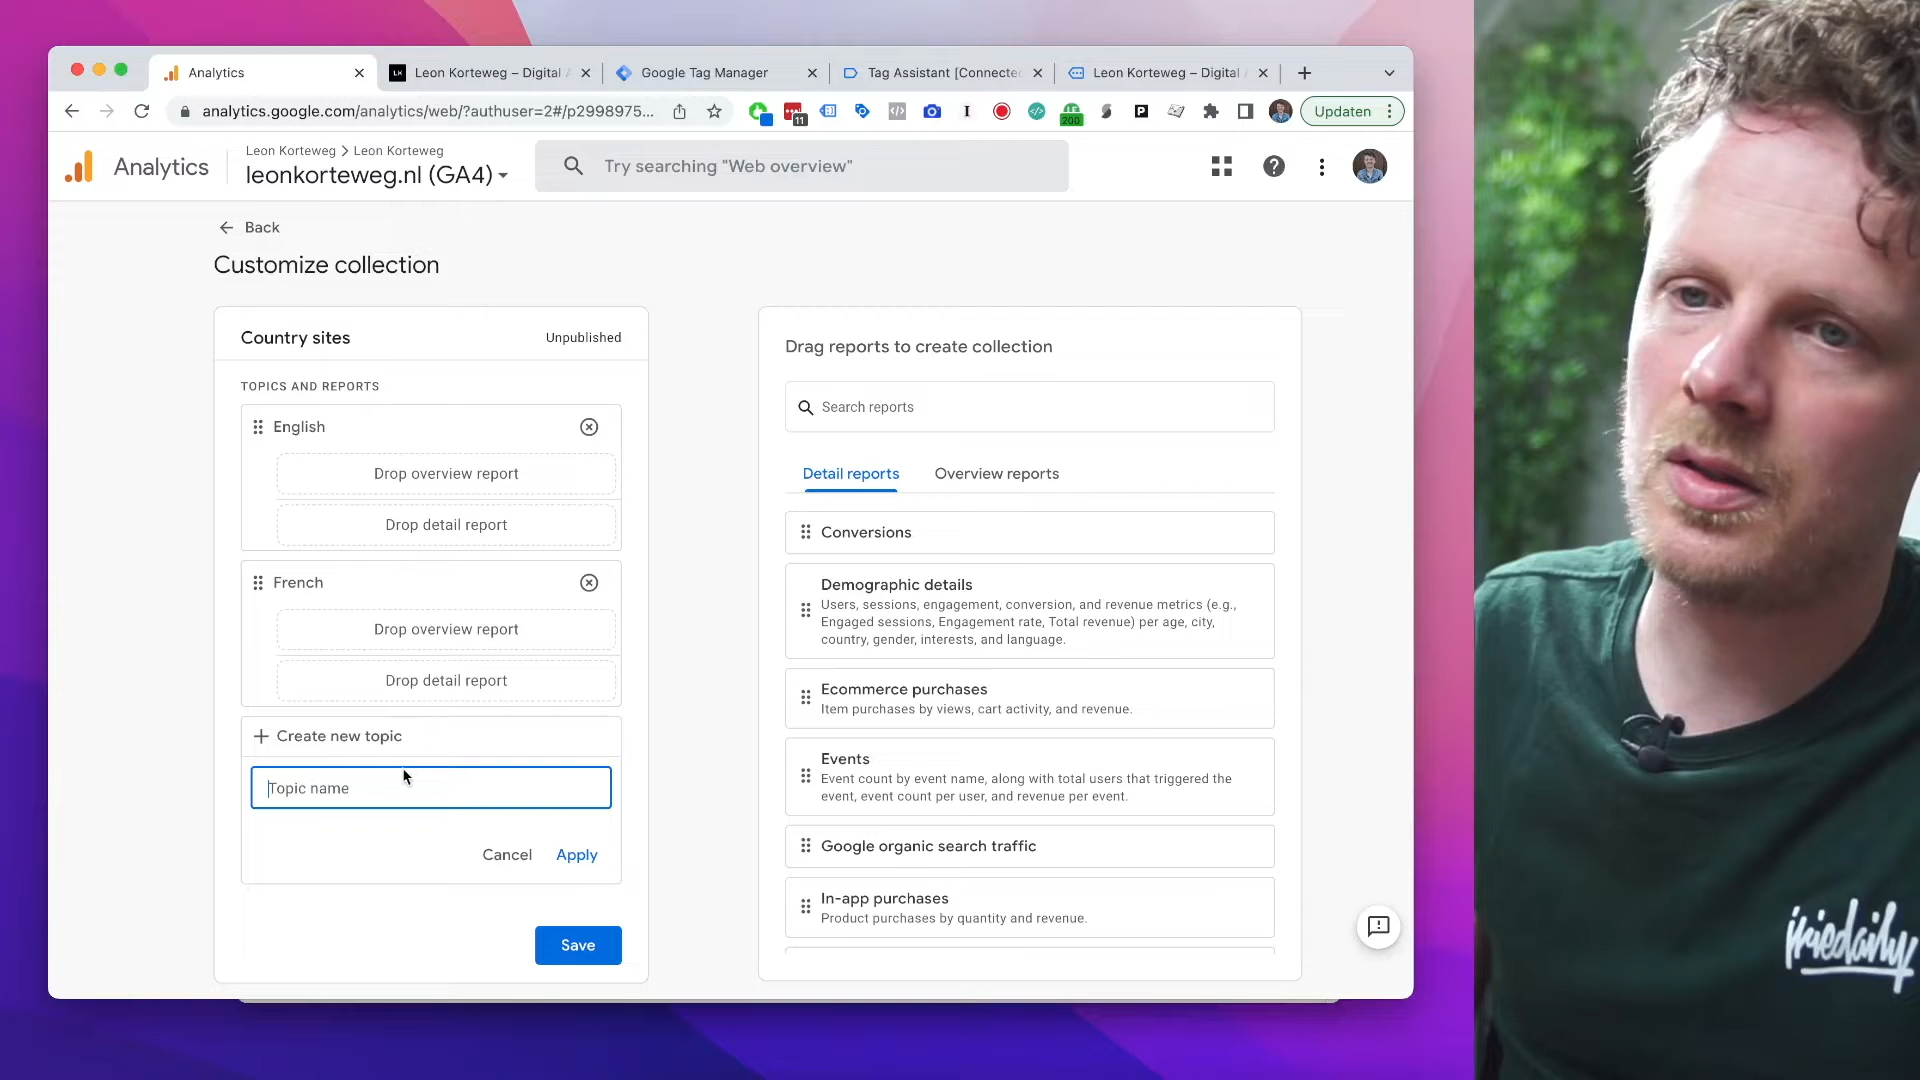 Analytics
LK
Leon Korteweg – Digital A
Google Tag Manager
Tag Assistant [Connected
Leon Korteweg – Digital A
analytics.google.com/analytics/web/?authuser=2#/p2998975...
11
200
Updaten
Analytics
Leon Korteweg > Leon Korteweg
leonkorteweg.nl (GA4)
Try searching "Web overview"
Back
Customize collection
Country sites
Unpublished
TOPICS AND REPORTS
English
Drop overview report
Drop detail report
French
Drop overview report
Drop detail report
Create new topic
Topic name
Cancel
Apply
Save
Drag reports to create collection
Search reports
Detail reports
Overview reports
Conversions
Demographic details
Users, sessions, engagement, conversion, and revenue metrics (e.g.,
Engaged sessions, Engagement rate, Total revenue) per age, city,
country, gender, interests, and language.
Ecommerce purchases
Item purchases by views, cart activity, and revenue.
Events
Event count by event name, along with total users that triggered the
event, event count per user, and revenue per event.
Google organic search traffic
In-app purchases
Product purchases by quantity and revenue.
iriedaily